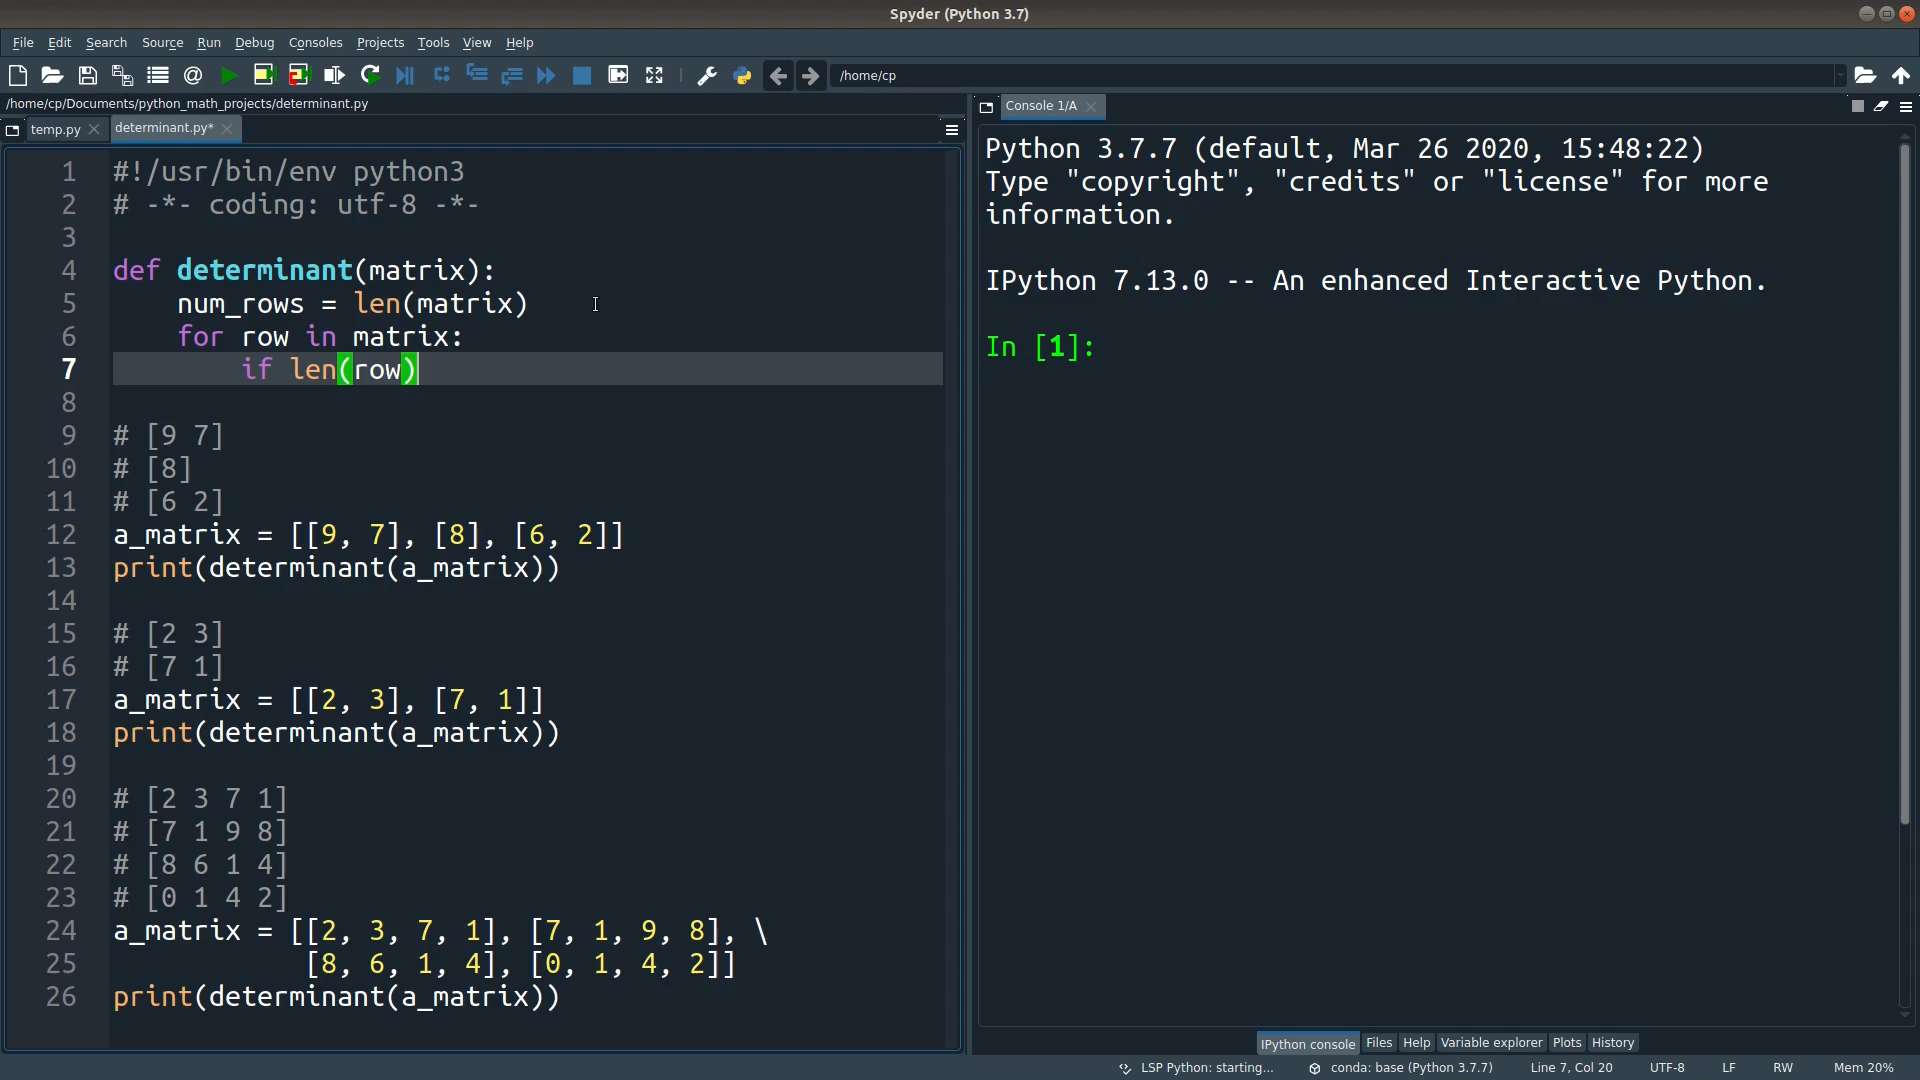 Spyder (Python 3.7)
File Edit Search Source Run Debug Consoles Projects Tools View Help
/home/cp
/home/cp/Documents/python_math_projects/determinant.py
temp.py determinant.py*
1 #!/usr/bin/env python3
2 # -*- coding: utf-8 -*-
3
4 def determinant(matrix):
5     num_rows = len(matrix)
6     for row in matrix:
7         if len(row)
8
9 # [9 7]
10 # [8]
11 # [6 2]
12 a_matrix = [[9, 7], [8], [6, 2]]
13 print(determinant(a_matrix))
14
15 # [2 3]
16 # [7 1]
17 a_matrix = [[2, 3], [7, 1]]
18 print(determinant(a_matrix))
19
20 # [2 3 7 1]
21 # [7 1 9 8]
22 # [8 6 1 4]
23 # [0 1 4 2]
24 a_matrix = [[2, 3, 7, 1], [7, 1, 9, 8], \
25             [8, 6, 1, 4], [0, 1, 4, 2]]
26 print(determinant(a_matrix))
Console 1/A
Python 3.7.7 (default, Mar 26 2020, 15:48:22)
Type "copyright", "credits" or "license" for more
information.
IPython 7.13.0 -- An enhanced Interactive Python.
In [1]:
IPython console Files Help Variable explorer Plots History
LSP Python: starting... conda: base (Python 3.7.7) Line 7, Col 20 UTF-8 LF RW Mem 20%